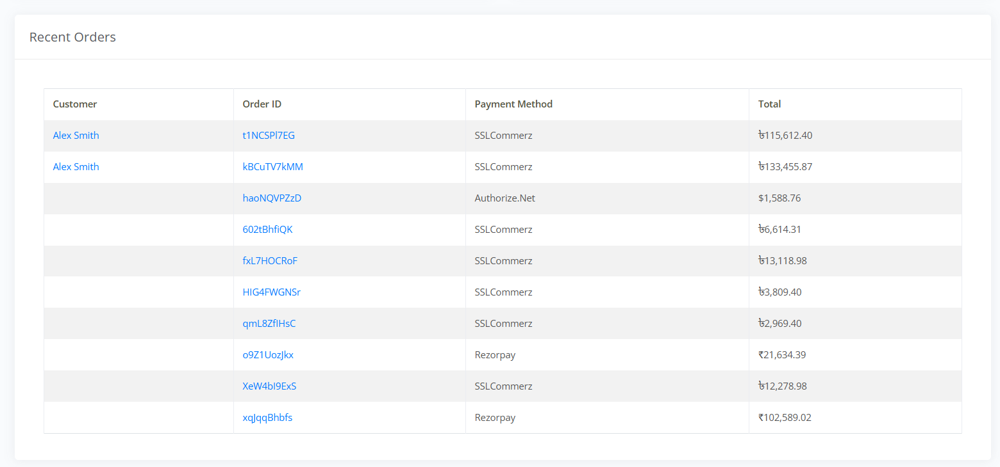 Recent Orders
Customer Order ID Payment Method Total
Alex Smith t1NCSPl7EG SSLCommerz ৳115,612.40
Alex Smith kBCuTV7kMM SSLCommerz ৳133,455.87
haoNQVPZzD Authorize.Net $1,588.76
602tBhfiQK SSLCommerz ৳6,614.31
fxL7HOCRoF SSLCommerz ৳13,118.98
HIG4FWGNSr SSLCommerz ৳3,809.40
qmL8ZfIHsC SSLCommerz ৳2,969.40
o9Z1UozJkx Rezorpay ₹21,634.39
XeW4bI9ExS SSLCommerz ৳12,278.98
xqJqqBhbfs Rezorpay ₹102,589.02